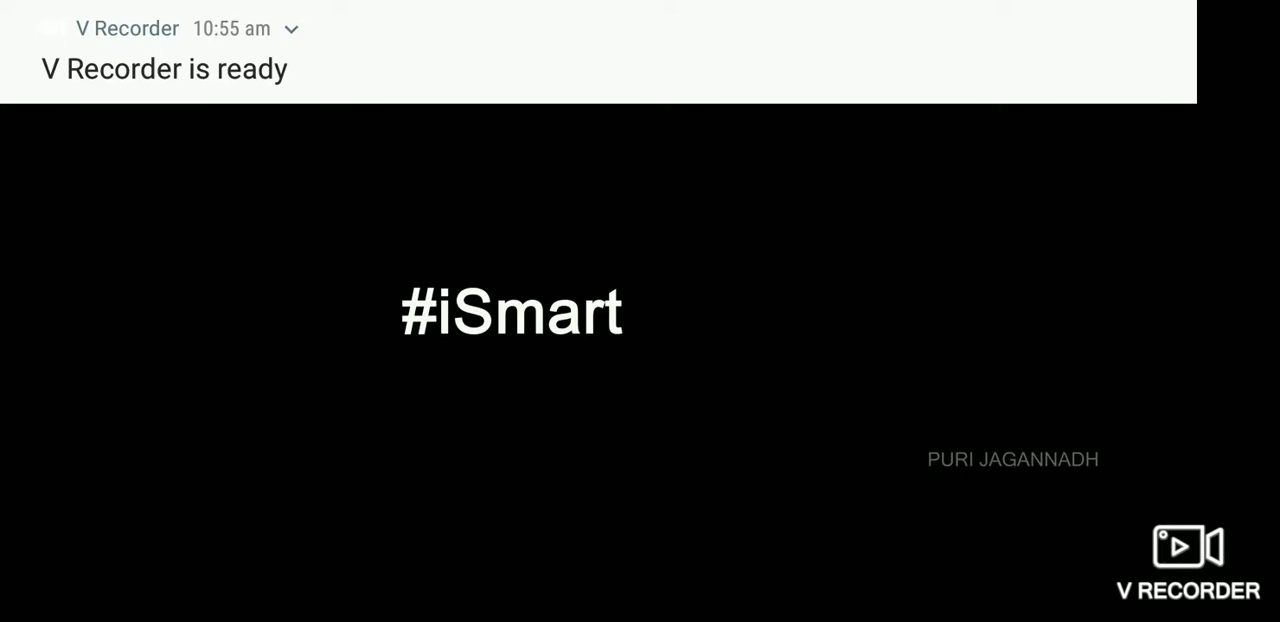 V Recorder 10:55 am
V Recorder is ready
#iSmart
PURI JAGANNADH
V RECORDER